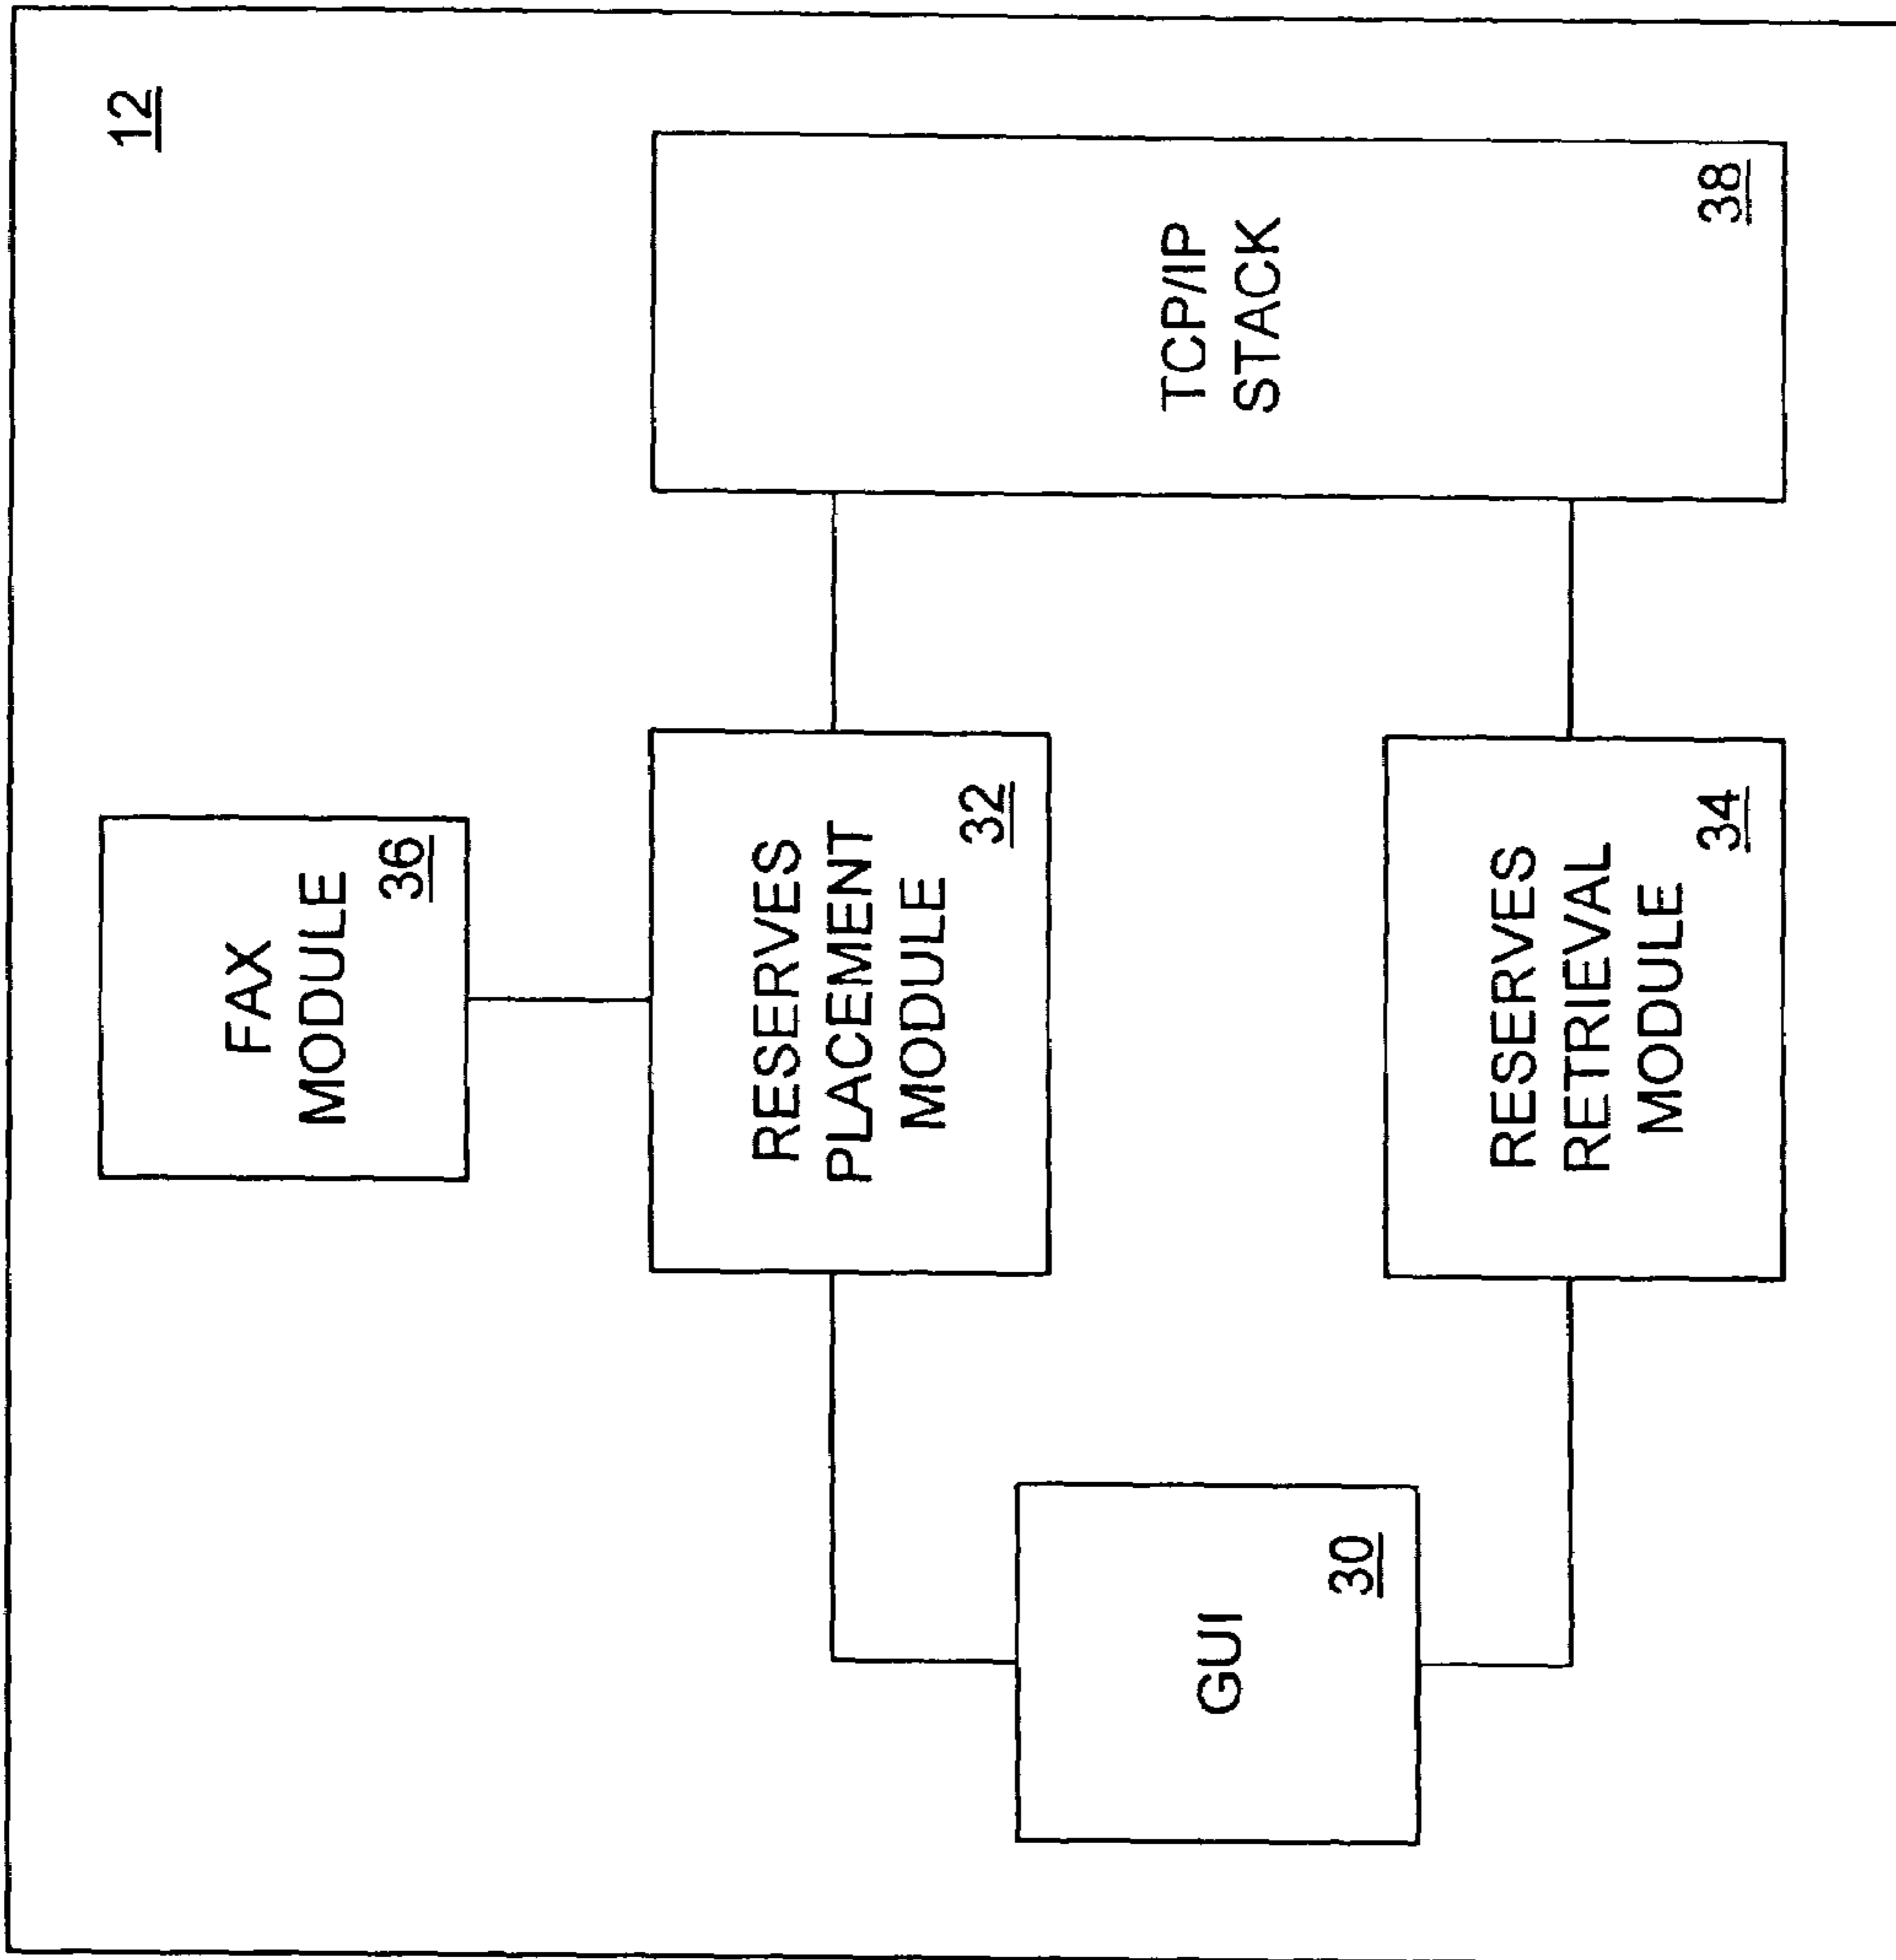 12
FAX
MODULE
36
RESERVES
PLACEMENT
MODULE
32
TCP/IP
STACK
38
GUI
30
RESERVES
RETRIEVAL
MODULE
34